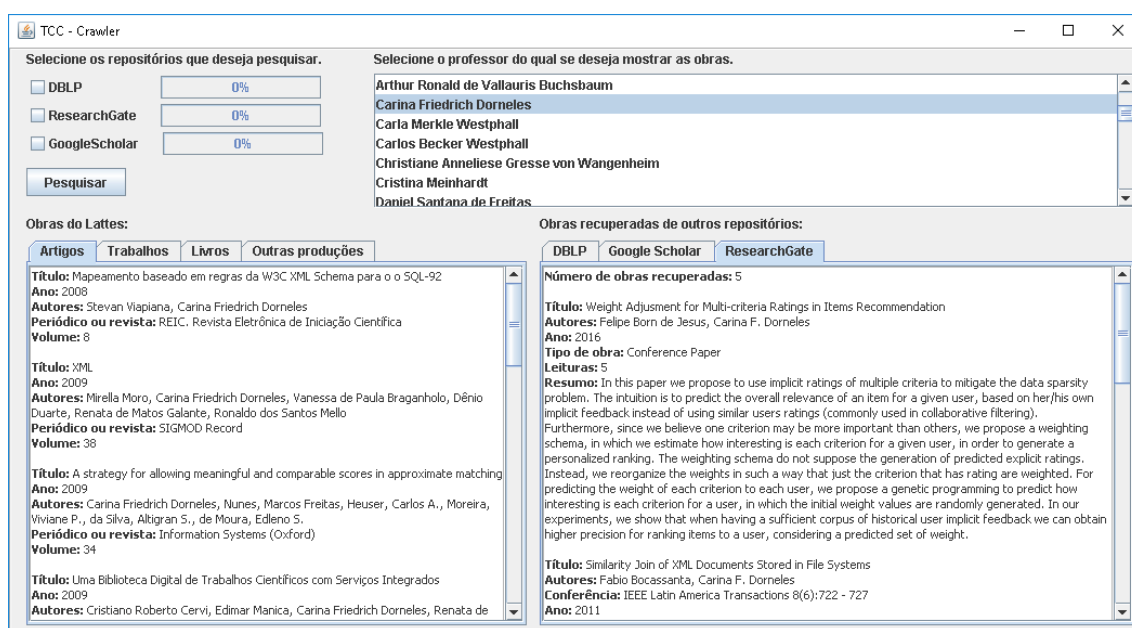 TCC - Crawler
Selecione os repositórios que deseja pesquisar.
DBLP 0%
ResearchGate 0%
GoogleScholar 0%
Pesquisar
Selecione o professor do qual se deseja mostrar as obras.
Arthur Ronald de Vallauris Buchsbaum
Carina Friedrich Dorneles
Carla Merkle Westphall
Carlos Becker Westphall
Christiane Anneliese Gresse von Wangenheim
Cristina Meinhardt
Daniel Santana de Freitas
Obras do Lattes:
Artigos Trabalhos Livros Outras produções
Título: Mapeamento baseado em regras da W3C XML Schema para o o SQL-92
Ano: 2008
Autores: Stevan Viapiana, Carina Friedrich Dorneles
Periódico ou revista: REIC. Revista Eletrônica de Iniciação Científica
Volume: 8
Título: XML
Ano: 2009
Autores: Mirella Moro, Carina Friedrich Dorneles, Vanessa de Paula Braganholo, Dênio
Duarte, Renata de Matos Galante, Ronaldo dos Santos Mello
Periódico ou revista: SIGMOD Record
Volume: 38
Título: A strategy for allowing meaningful and comparable scores in approximate matching
Ano: 2009
Autores: Carina Friedrich Dorneles, Nunes, Marcos Freitas, Heuser, Carlos A., Moreira,
Viviane P., da Silva, Altigran S., de Moura, Edleno S.
Periódico ou revista: Information Systems (Oxford)
Volume: 34
Título: Uma Biblioteca Digital de Trabalhos Científicos com Serviços Integrados
Ano: 2009
Autores: Cristiano Roberto Cervi, Edimar Manica, Carina Friedrich Dorneles, Renata de
Obras recuperadas de outros repositórios:
DBLP Google Scholar ResearchGate
Número de obras recuperadas: 5
Título: Weight Adjusment for Multi-criteria Ratings in Items Recommendation
Autores: Felipe Born de Jesus, Carina F. Dorneles
Ano: 2016
Tipo de obra: Conference Paper
Leituras: 5
Resumo: In this paper we propose to use implicit ratings of multiple criteria to mitigate the data sparsity
problem. The intuition is to predict the overall relevance of an item for a given user, based on her/his own
implicit feedback instead of using similar users ratings (commonly used in collaborative filtering).
Furthermore, since we believe one criterion may be more important than others, we propose a weighting
schema, in which we estimate how interesting is each criterion for a given user, in order to generate a
personalized ranking. The weighting schema do not suppose the generation of predicted explicit ratings.
Instead, we reorganize the weights in such a way that just the criterion that has rating are weighted. For
predicting the weight of each criterion to each user, we propose a genetic programming to predict how
interesting is each criterion for a user, in which the initial weight values are randomly generated. In our
experiments, we show that when having a sufficient corpus of historical user implicit feedback we can obtain
higher precision for ranking items to a user, considering a predicted set of weight.
Título: Similarity Join of XML Documents Stored in File Systems
Autores: Fabio Bocassanta, Carina F. Dorneles
Conferência: IEEE Latin America Transactions 8(6):722 - 727
Ano: 2011